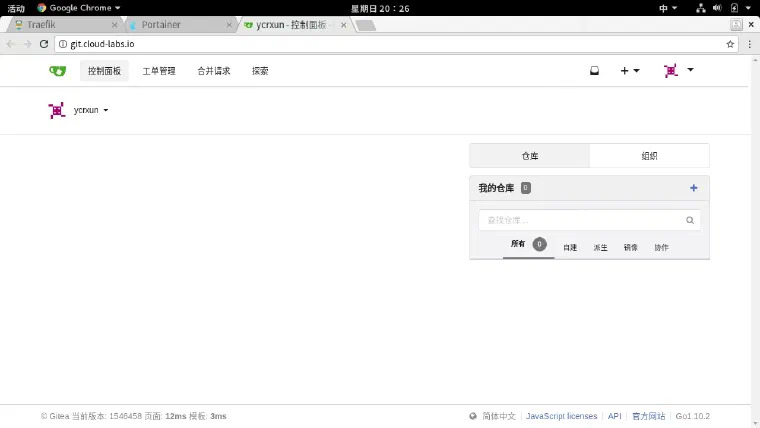 活动 Google Chrome 星期日 20：26 中
Traefik Portainer ycrxun - 控制面板 -
git.cloud-labs.io
控制面板 工单管理 合并请求 探索
ycrxun
仓库 组织
我的仓库 0
查找仓库...
所有 0 自建 派生 镜像 协作
© Gitea 当前版本: 1546458 页面: 12ms 模板: 3ms 简体中文 JavaScript licenses API 官方网站 Go1.10.2